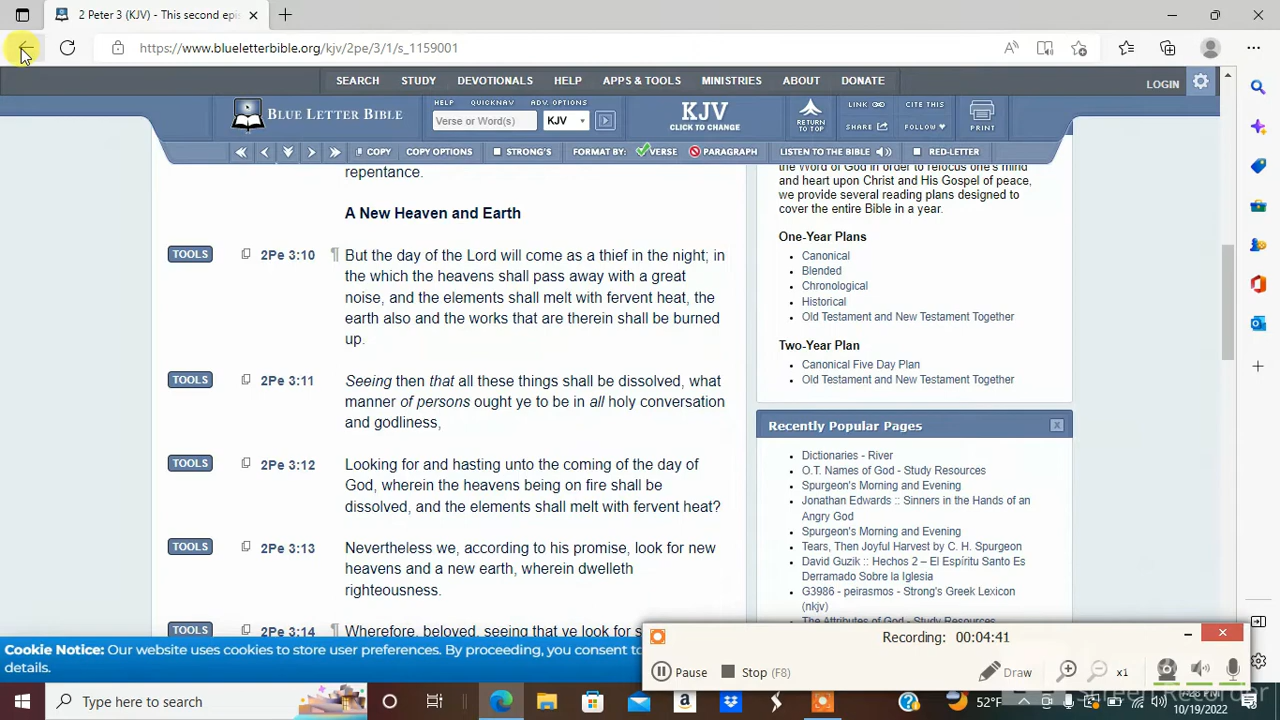 2 Peter 3 (KJV) - This second epi
https://www.blueletterbible.org/kjv/2pe/3/1/s_1159001
SEARCH STUDY DEVOTIONALS HELP APPS & TOOLS MINISTRIES ABOUT DONATE
LOGIN
BLUE LETTER BIBLE
HELP QUICKNAV ADV. OPTIONS
Verse or Word(s) KJV
KJV
CLICK TO CHANGE
RETURN
TO TOP
LINK CITE THIS
SHARE FOLLOW
PRINT
COPY COPY OPTIONS STRONG'S FORMAT BY: VERSE PARAGRAPH LISTEN TO THE BIBLE RED-LETTER
repentance.
A New Heaven and Earth
TOOLS 2Pe 3:10 ¶ But the day of the Lord will come as a thief in the night; in
the which the heavens shall pass away with a great
noise, and the elements shall melt with fervent heat, the
earth also and the works that are therein shall be burned
up.
TOOLS 2Pe 3:11 Seeing then that all these things shall be dissolved, what
manner of persons ought ye to be in all holy conversation
and godliness,
TOOLS 2Pe 3:12 Looking for and hasting unto the coming of the day of
God, wherein the heavens being on fire shall be
dissolved, and the elements shall melt with fervent heat?
TOOLS 2Pe 3:13 Nevertheless we, according to his promise, look for new
heavens and a new earth, wherein dwelleth
righteousness.
TOOLS 2Pe 3:14 ¶ Wherefore, beloved, seeing that ye look for
the Word of God in order to refocus one's mind
and heart upon Christ and His Gospel of peace,
we provide several reading plans designed to
cover the entire Bible in a year.
One-Year Plans
Canonical
Blended
Chronological
Historical
Old Testament and New Testament Together
Two-Year Plan
Canonical Five Day Plan
Old Testament and New Testament Together
Recently Popular Pages x
Dictionaries - River
O.T. Names of God - Study Resources
Spurgeon's Morning and Evening
Jonathan Edwards :: Sinners in the Hands of an
Angry God
Spurgeon's Morning and Evening
Tears, Then Joyful Harvest by C. H. Spurgeon
David Guzik :: Hechos 2 – El Espíritu Santo Es
Derramado Sobre la Iglesia
G3986 - peirasmos - Strong's Greek Lexicon
(nkjv)
The Attributes of God - Study Resources
Cookie Notice: Our website uses cookies to store user preferences. By proceeding, you consent to
details.
Recording: 00:04:41
Pause Stop (F8) Draw x1
Type here to search
52°F
10/19/2022
Screen Recorder